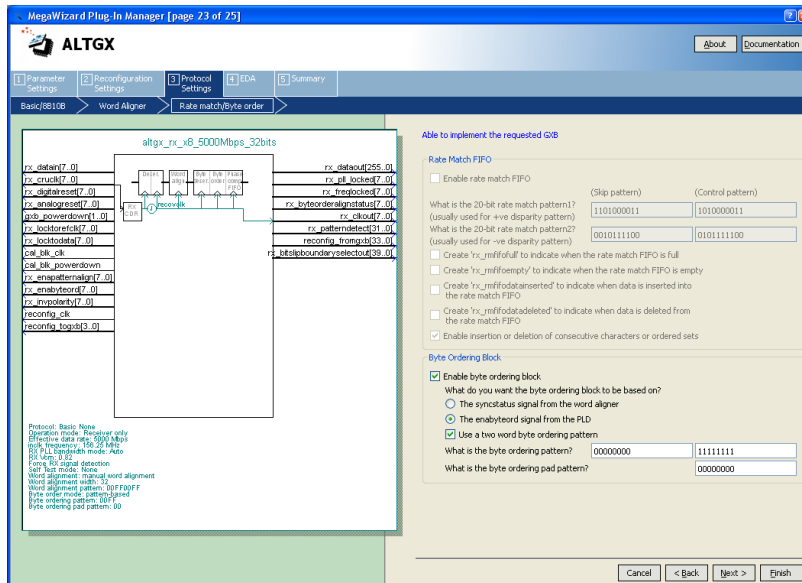 MegaWizard Plug-In Manager [page 23 of 25]
ALTGX
About
Documentation
1 Parameter Settings
2 Reconfiguration Settings
3 Protocol Settings
4 EDA
5 Summary
Basic/8B10B
Word Aligner
Rate match/Byte order
altgx_rx_x8_5000Mbps_32bits
rx_datain[7..0]
rx_cruclk[7..0]
rx_digitalreset[7..0]
rx_analogreset[7..0]
gxb_powerdown[1..0]
rx_locktorefclk[7..0]
rx_locktodata[7..0]
cal_blk_clk
cal_blk_powerdown
rx_enapatternalign[7..0]
rx_enabyteord[7..0]
rx_invpolarity[7..0]
reconfig_clk
reconfig_togxb[3..0]
RX
CDR
recovclk
Deser.
Word
align
Byte
deser.
Byte
order
Phase
comp
FIFO
rx_dataout[255..0]
rx_pll_locked[7..0]
rx_freqlocked[7..0]
rx_byteorderalignstatus[7..0]
rx_clkout[7..0]
rx_patterndetect[31..0]
reconfig_fromgxb[33..0]
rx_bitslipboundaryselectout[39..0]
Protocol: Basic None
Operation mode: Receiver only
Effective data rate: 5000 Mbps
inclk frequency: 156.25 MHz
RX PLL bandwidth mode: Auto
RX Vcm: 0.82
Force RX signal detection
Self Test mode: None
Word alignment: manual word alignment
Word alignment width: 32
Word alignment pattern: 00FF00FF
Byte order mode: pattern-based
Byte ordering pattern: 00FF
Byte ordering pad pattern: 00
Able to implement the requested GXB
Rate Match FIFO
Enable rate match FIFO
(Skip pattern)
(Control pattern)
What is the 20-bit rate match pattern1?
(usually used for +ve disparity pattern)
1101000011
1010000011
What is the 20-bit rate match pattern2?
(usually used for -ve disparity pattern)
0010111100
0101111100
Create 'rx_rmfifofull' to indicate when the rate match FIFO is full
Create 'rx_rmfifoempty' to indicate when the rate match FIFO is empty
Create 'rx_rmfifodatainserted' to indicate when data is inserted into
the rate match FIFO
Create 'rx_rmfifodatadeleted' to indicate when data is deleted from
the rate match FIFO
Enable insertion or deletion of consecutive characters or ordered sets
Byte Ordering Block
Enable byte ordering block
What do you want the byte ordering block to be based on?
The syncstatus signal from the word aligner
The enabyteord signal from the PLD
Use a two word byte ordering pattern
What is the byte ordering pattern?
00000000
11111111
What is the byte ordering pad pattern?
00000000
Cancel
< Back
Next >
Finish